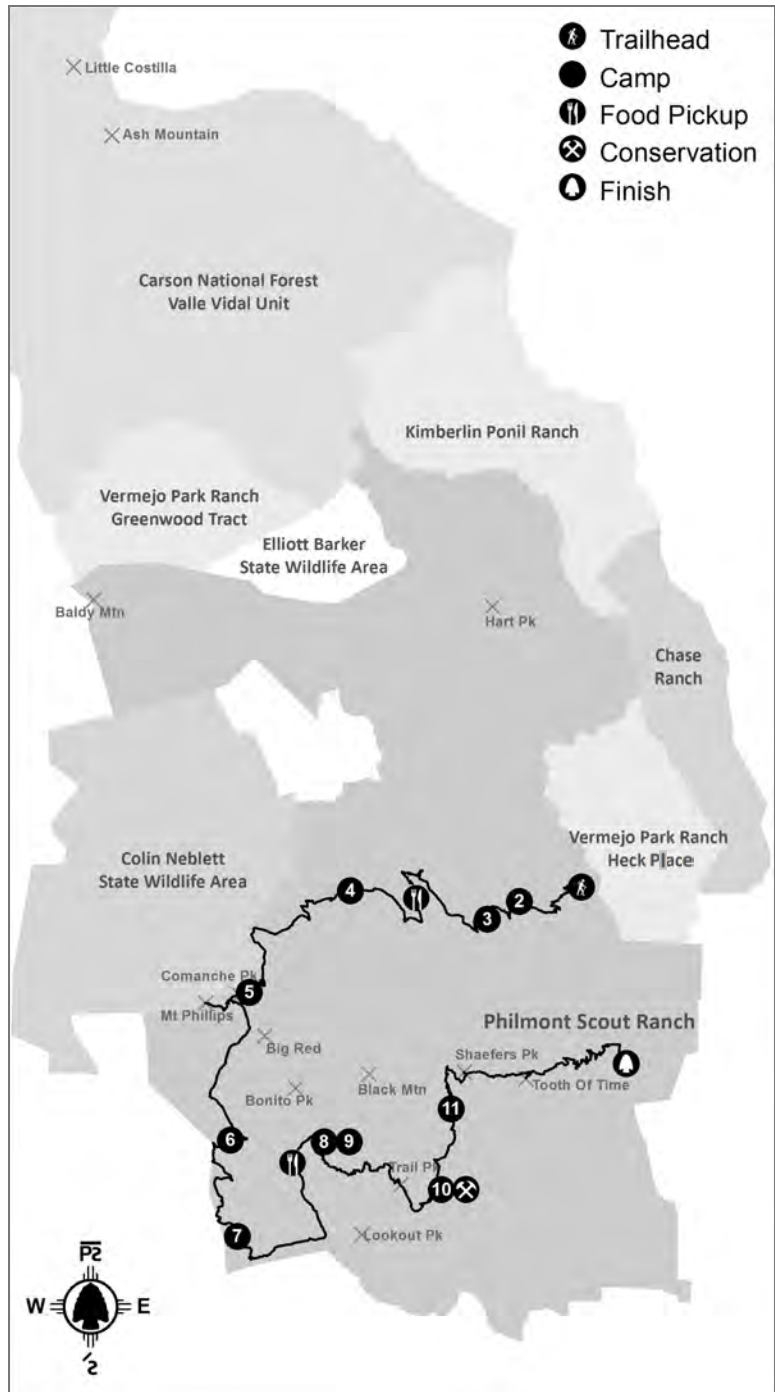 Trailhead
Camp
Food Pickup
Conservation
Finish
Little Costilla
Ash Mountain
Carson National Forest
Valle Vidal Unit
Kimberlin Ponil Ranch
Vermejo Park Ranch
Greenwood Tract
Elliott Barker
State Wildlife Area
Baldy Mtn
Hart Pk
Chase
Ranch
Vermejo Park Ranch
Heck Place
Colin Neblett
State Wildlife Area
4
2
3
Comanche Pk
5
Mt Phillips
Philmont Scout Ranch
Big Red
Shaefers Pk
Black Mtn
Tooth Of Time
Bonito Pk
11
6
8
9
Trail Pk
10
7
Lookout Pk
W
E